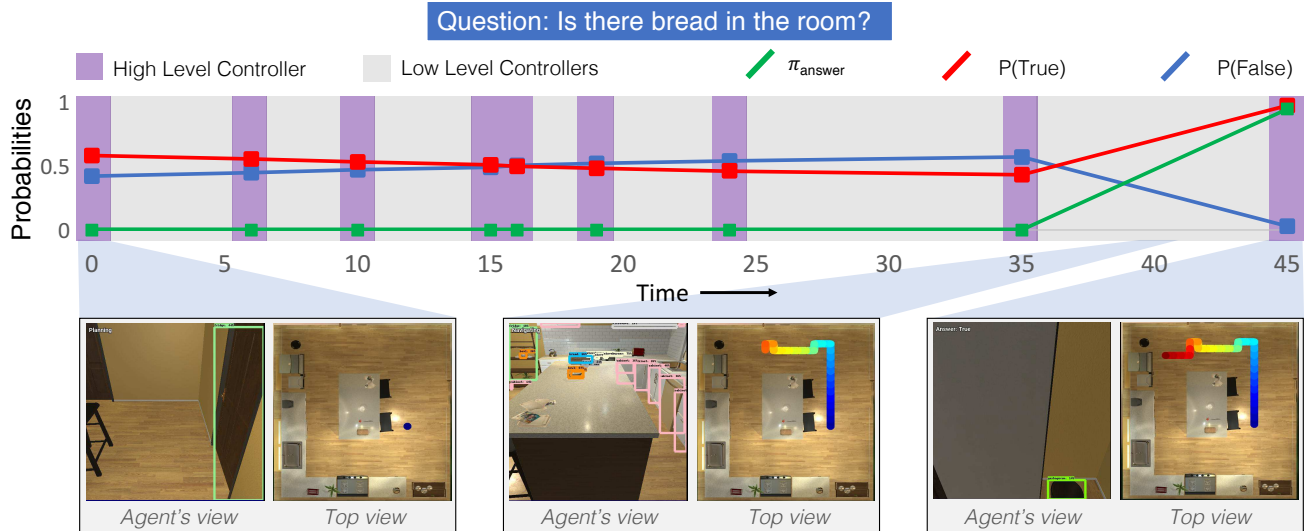 Question: Is there bread in the room?
High Level Controller
Low Level Controllers
π answer
P(True)
P(False)
Probabilities
1
0.5
0
0 5 10 15 20 25 30 35 40 45
Time
Planning
Navigating
Answer: True
Agent's view
Top view
Agent's view
Top view
Agent's view
Top view